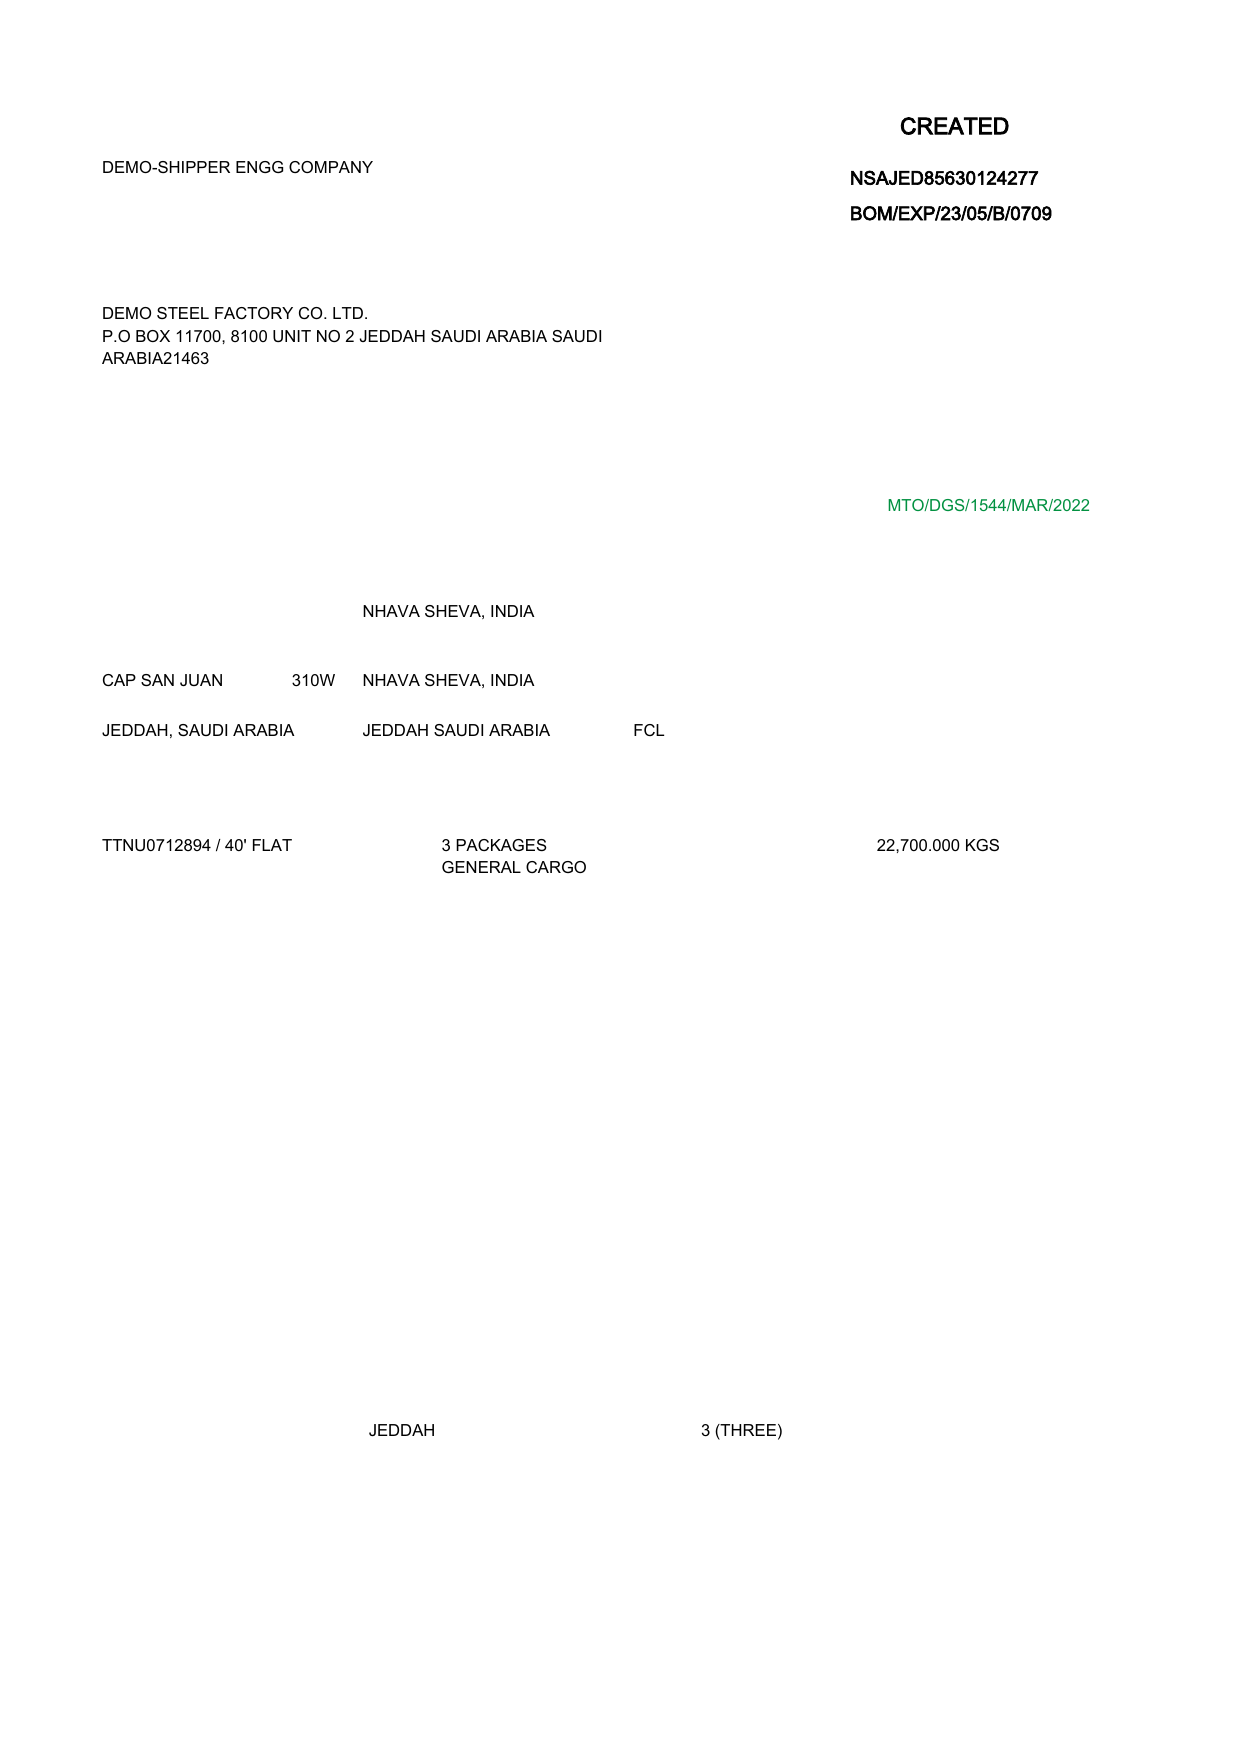 CREATED
DEMO-SHIPPER ENGG COMPANY
NSAJED85630124277
BOM/EXP/23/05/B/0709
DEMO STEEL FACTORY CO. LTD.
P.O BOX 11700, 8100 UNIT NO 2 JEDDAH SAUDI ARABIA SAUDI
ARABIA21463
MTO/DGS/1544/MAR/2022
NHAVA SHEVA, INDIA
CAP SAN JUAN 310W NHAVA SHEVA, INDIA
JEDDAH, SAUDI ARABIA JEDDAH SAUDI ARABIA FCL
TTNU0712894 / 40' FLAT 3 PACKAGES 22,700.000 KGS
GENERAL CARGO
JEDDAH 3 (THREE)